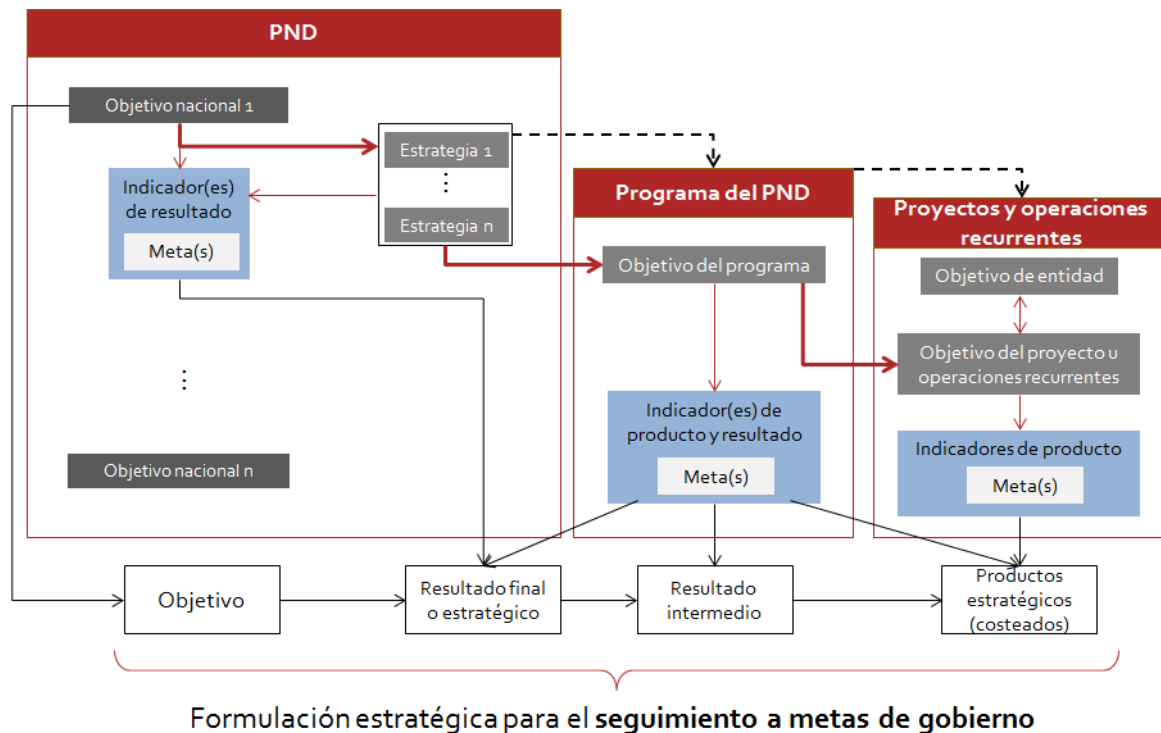 PND
Objetivo nacional 1
Estrategia 1
⋮
Estrategia n
Indicador(es)
de resultado
Meta(s)
⋮
Objetivo nacional n
Programa del PND
Objetivo del programa
Indicador(es) de
producto y resultado
Meta(s)
Proyectos y operaciones
recurrentes
Objetivo de entidad
Objetivo del proyecto u
operaciones recurrentes
Indicadores de producto
Meta(s)
Objetivo
Resultado final
o estratégico
Resultado
intermedio
Productos
estratégicos
(costeados)
Formulación estratégica para el seguimiento a metas de gobierno